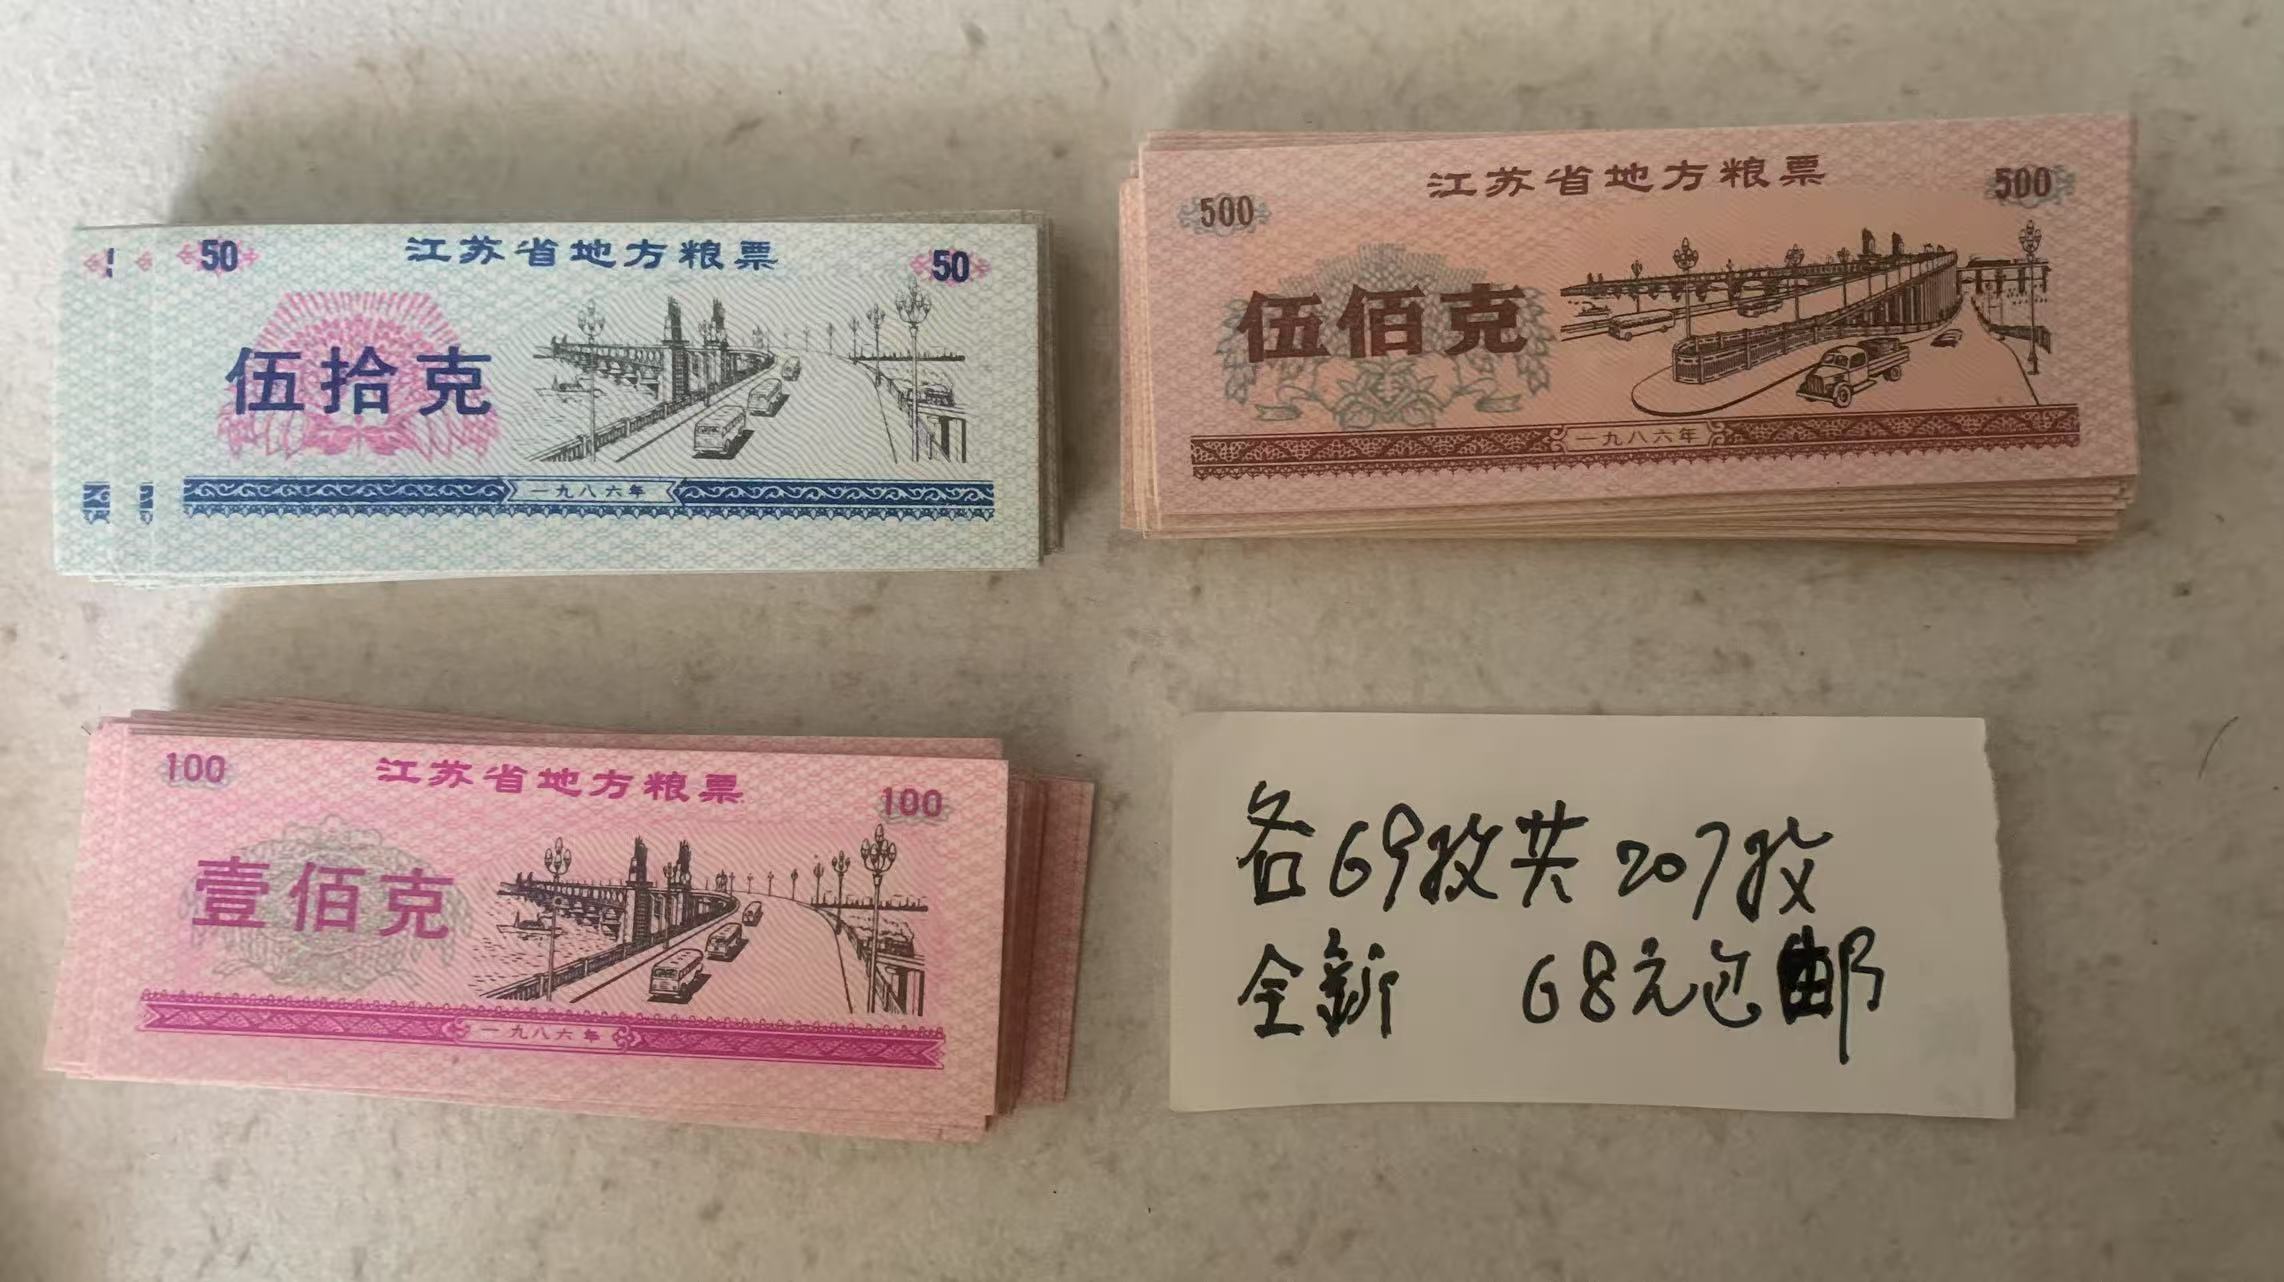 50 江苏省地方粮票 50
伍拾克
一九八六年
500 江苏省地方粮票 500
伍佰克
一九八六年
100 江苏省地方粮票 100
壹佰克
一九八六年
各69枚共207枚
全新 68元包邮